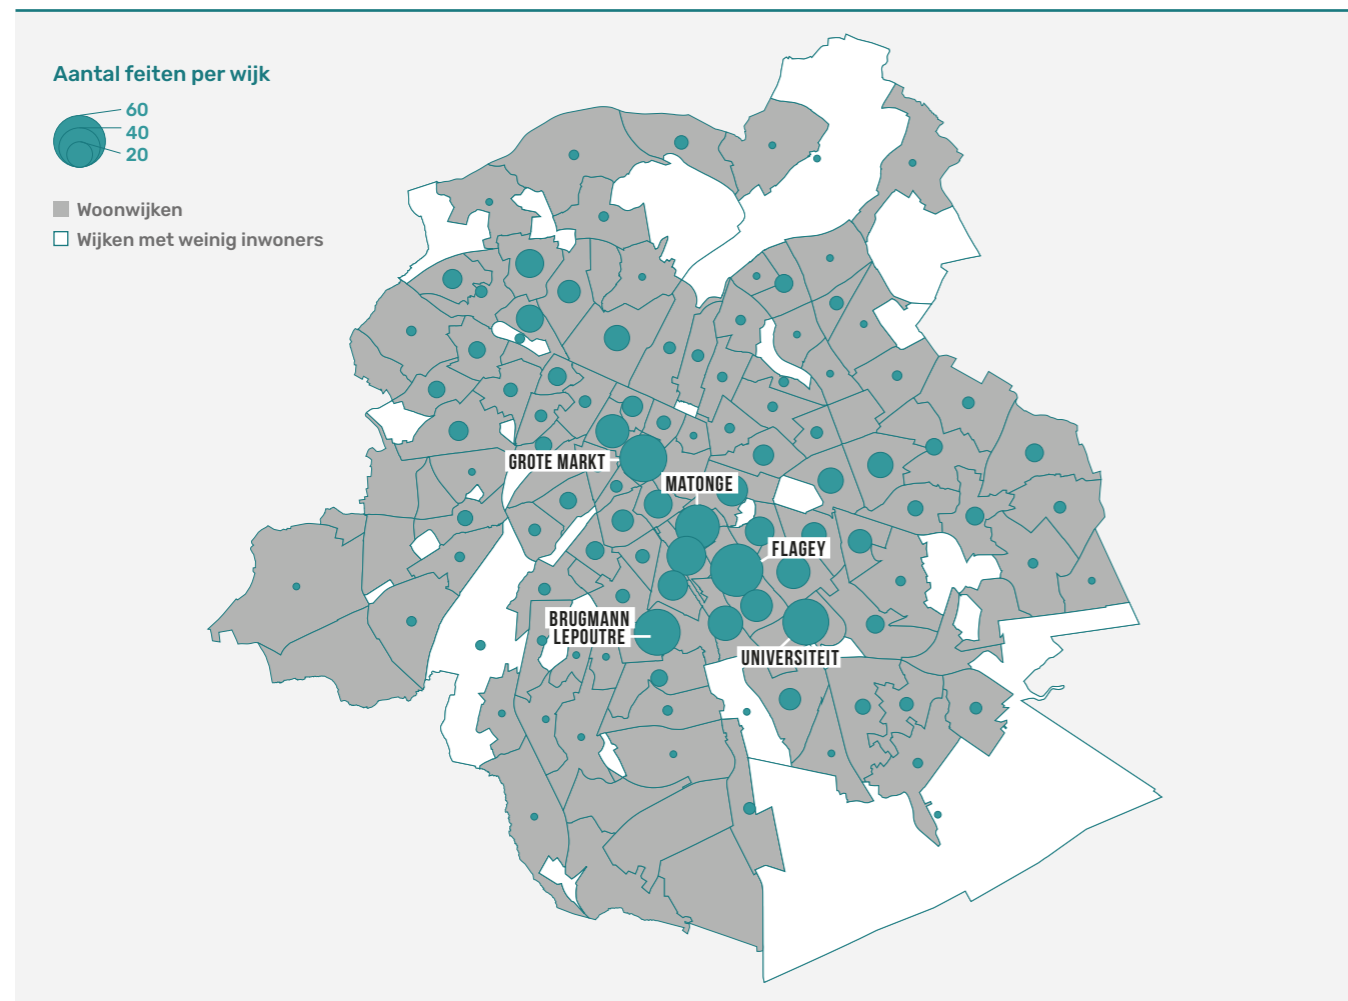 Aantal feiten per wijk
60
40
20
Woonwijken
Wijken met weinig inwoners
GROTE MARKT
MATONGE
FLAGEY
BRUGMANN
LEPOUTRE
UNIVERSITEIT